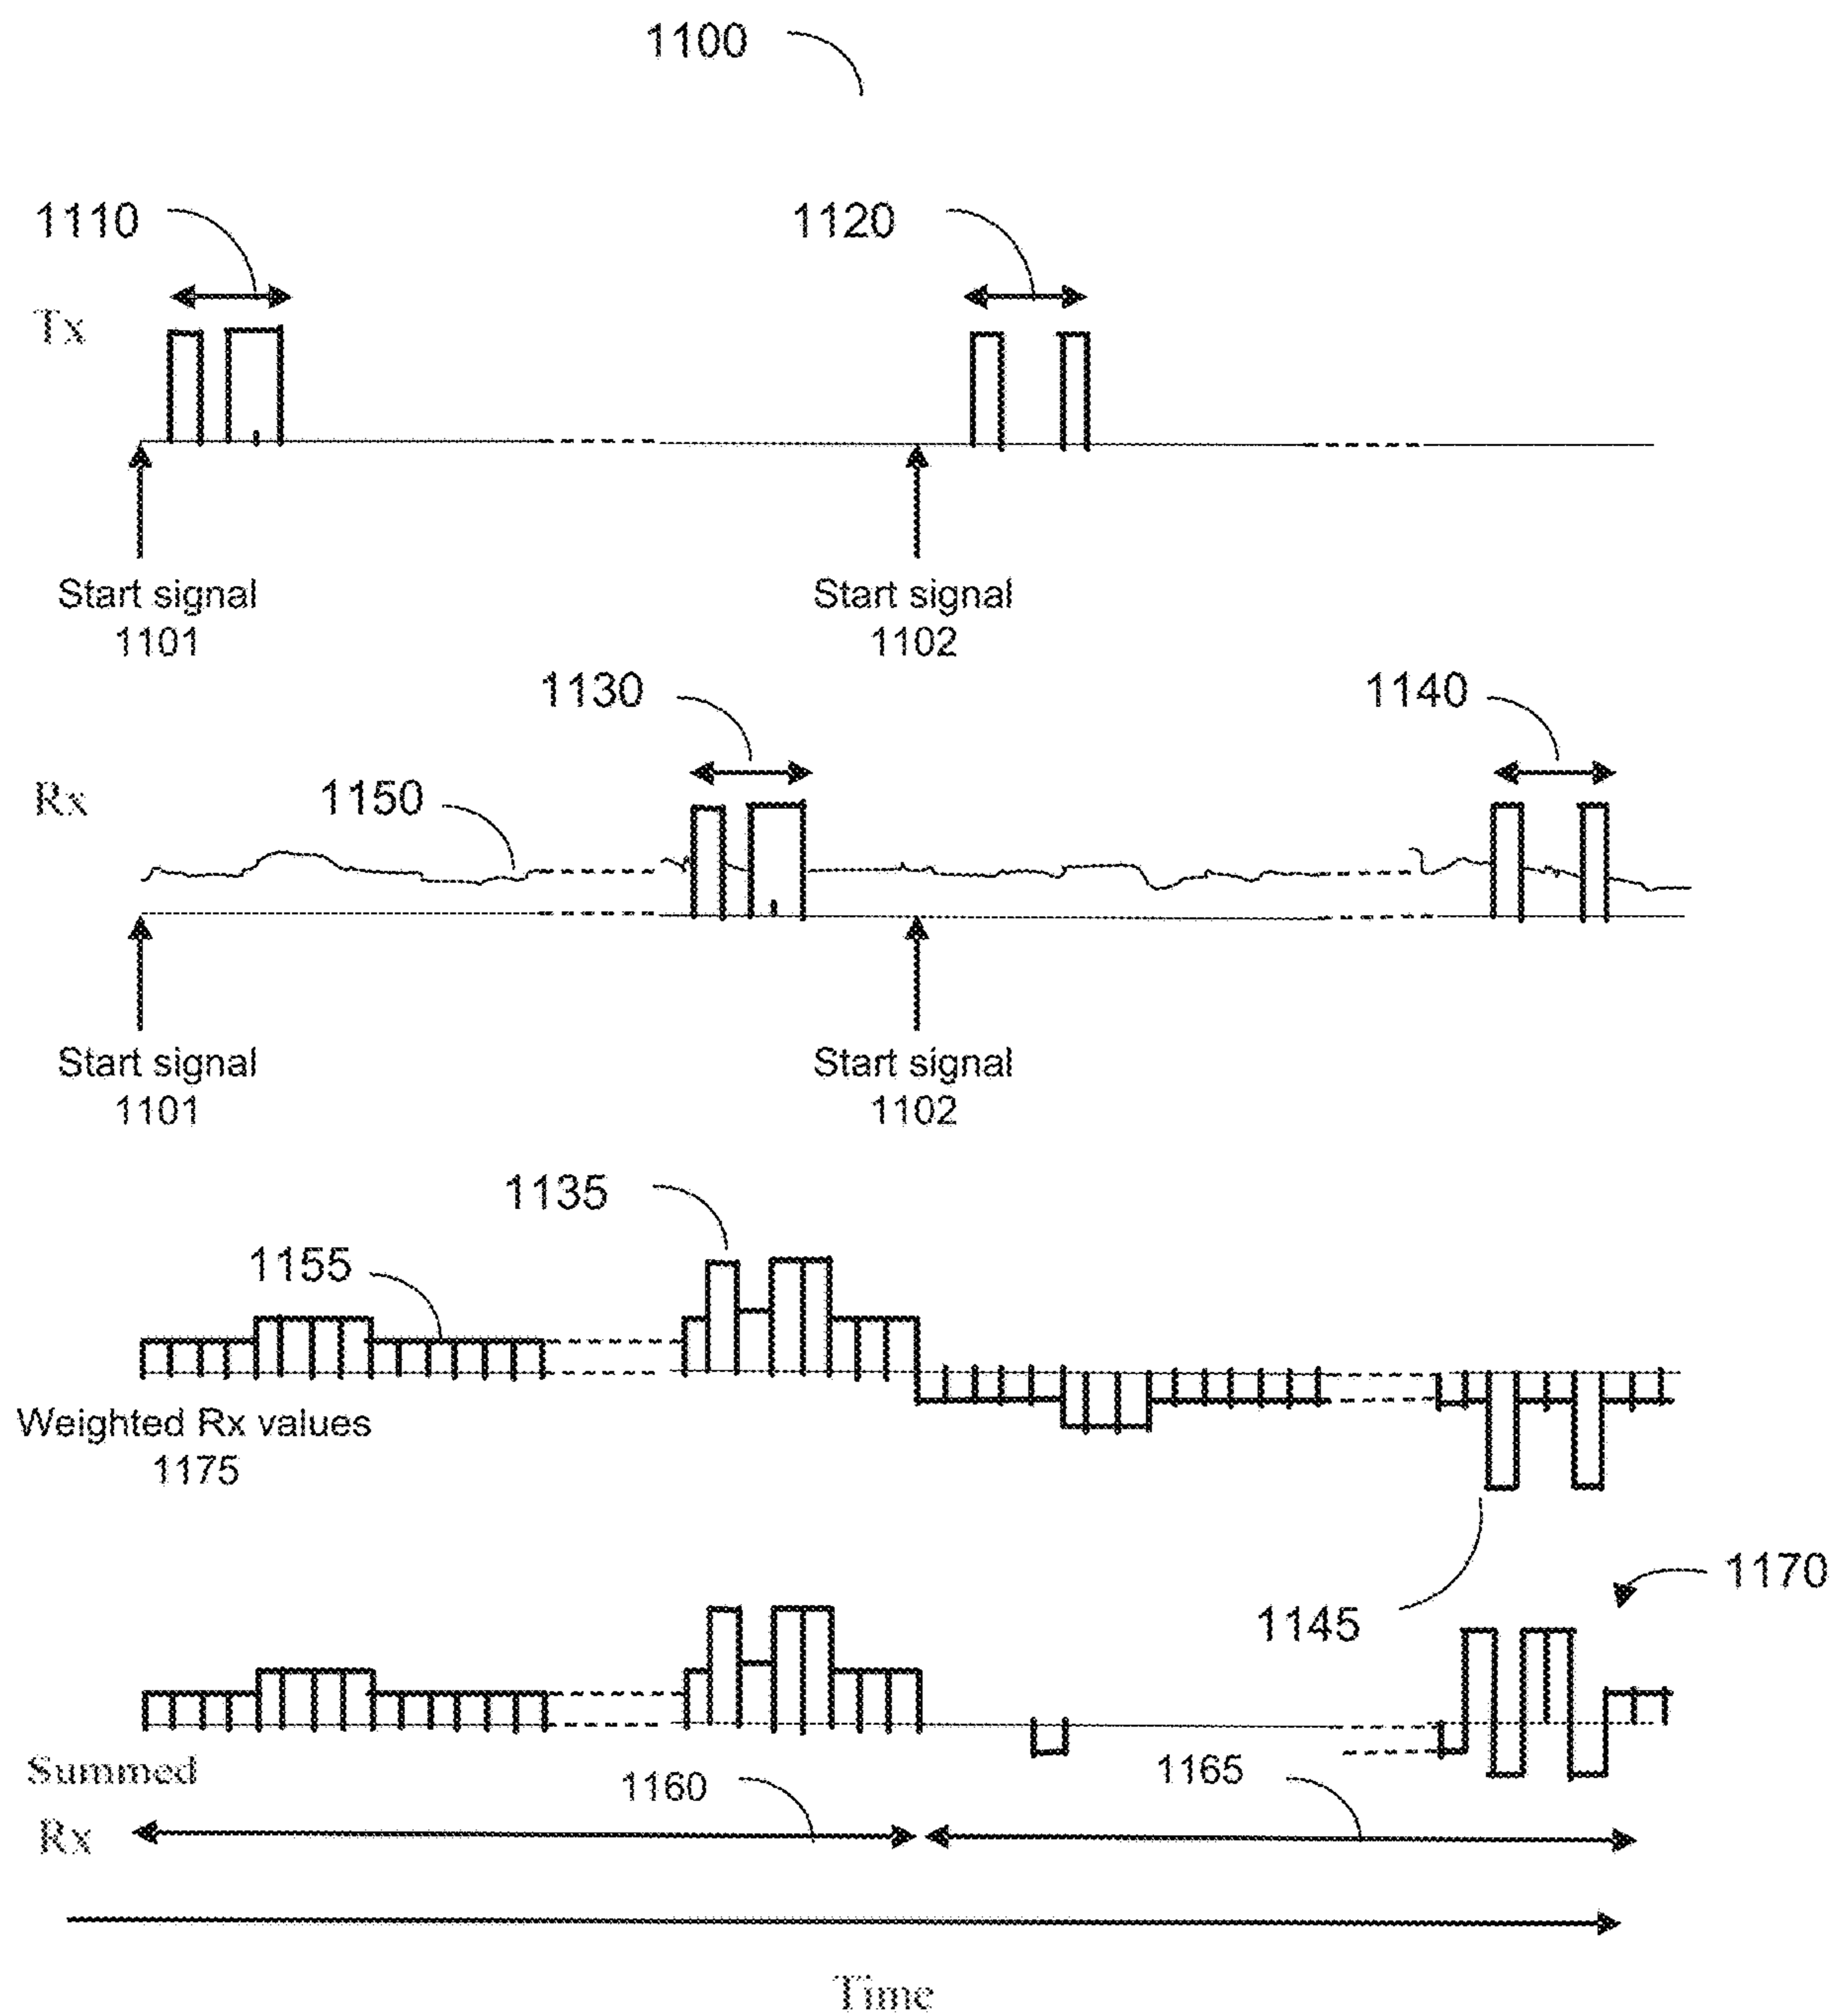 1100
1110
1120
Tx
Start signal
1101
Start signal
1102
1130
1140
Rx
1150
Start signal
1101
Start signal
1102
1135
1155
Weighted Rx values
1175
1145
1170
Summed
Rx
1160
1165
Time